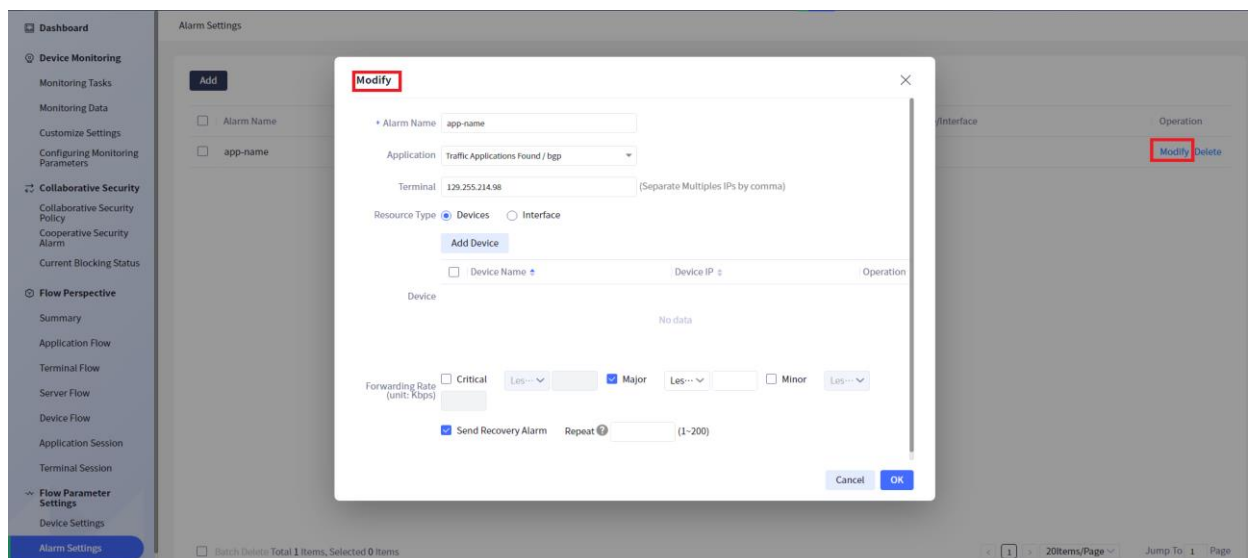 Dashboard
Device Monitoring
Monitoring Tasks
Monitoring Data
Customize Settings
Configuring Monitoring
Parameters
Collaborative Security
Collaborative Security
Policy
Cooperative Security
Alarm
Current Blocking Status
Flow Perspective
Summary
Application Flow
Terminal Flow
Server Flow
Device Flow
Application Session
Terminal Session
Flow Parameter
Settings
Device Settings
Alarm Settings
Alarm Settings
Add
Alarm Name /Interface Operation
app-name Modify Delete
Modify
* Alarm Name app-name
Application Traffic Applications Found / bgp
Terminal 129.255.214.98 (Separate Multiples IPs by comma)
Resource Type Devices Interface
Add Device
Device Name Device IP Operation
Device
No data
Forwarding Rate
(unit: Kbps)
Critical Les··· Major Les··· Minor Les···
Send Recovery Alarm Repeat ? (1~200)
Cancel OK
Batch Delete Total 1 Items, Selected 0 Items < 1 > 20Items/Page Jump To 1 Page